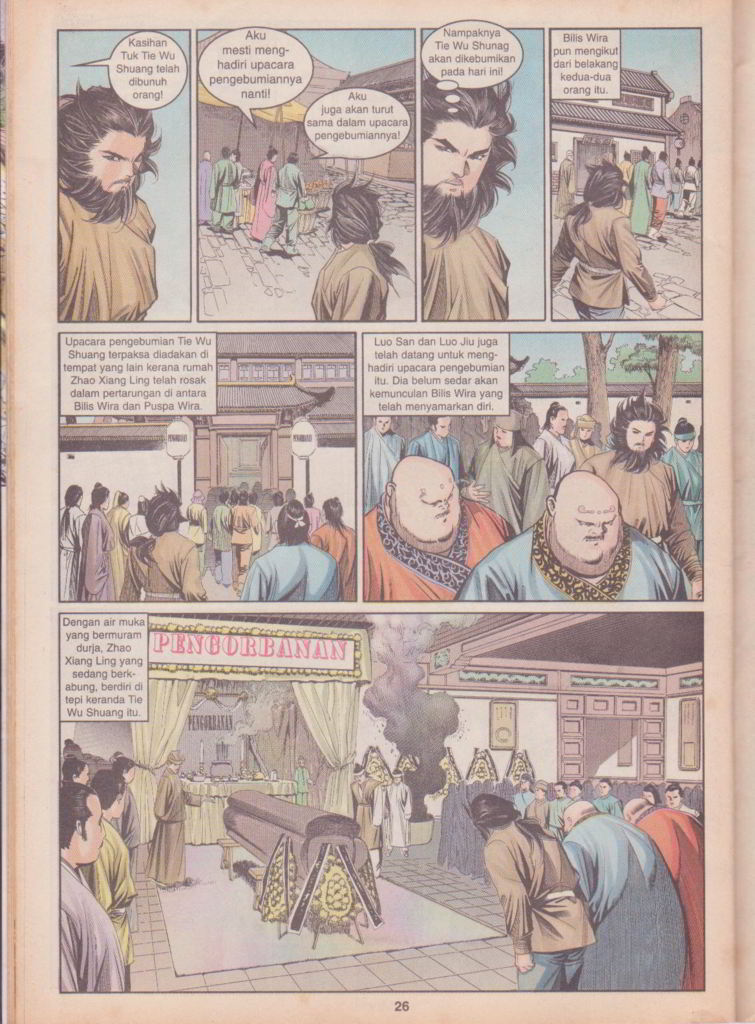 Kasihan
Tuk Tie Wu
Shuang telah
dibunuh
orang!
Aku
mesti meng-
hadiri upacara
pengebumiannya
nanti!
Aku
juga akan turut
sama dalam upacara
pengebumiannya!
Nampaknya
Tie Wu Shunag
akan dikebumikan
pada hari ini!
Bilis Wira
pun mengikut
dari belakang
kedua-dua
orang itu.
Upacara pengebumian Tie Wu
Shuang terpaksa diadakan di
tempat yang lain kerana rumah
Zhao Xiang Ling telah rosak
dalam pertarungan di antara
Bilis Wira dan Puspa Wira.
PENGORBANAN
PENGORBANAN
Luo San dan Luo Jiu juga
telah datang untuk meng-
hadiri upacara pengebumian
itu. Dia belum sedar akan
kemunculan Bilis Wira yang
telah menyamarkan diri.
Dengan air muka
yang bermuram
durja, Zhao
Xiang Ling yang
sedang berk-
abung, berdiri di
tepi keranda Tie
Wu Shuang itu.
PENGORBANAN
PENGORBANAN
26